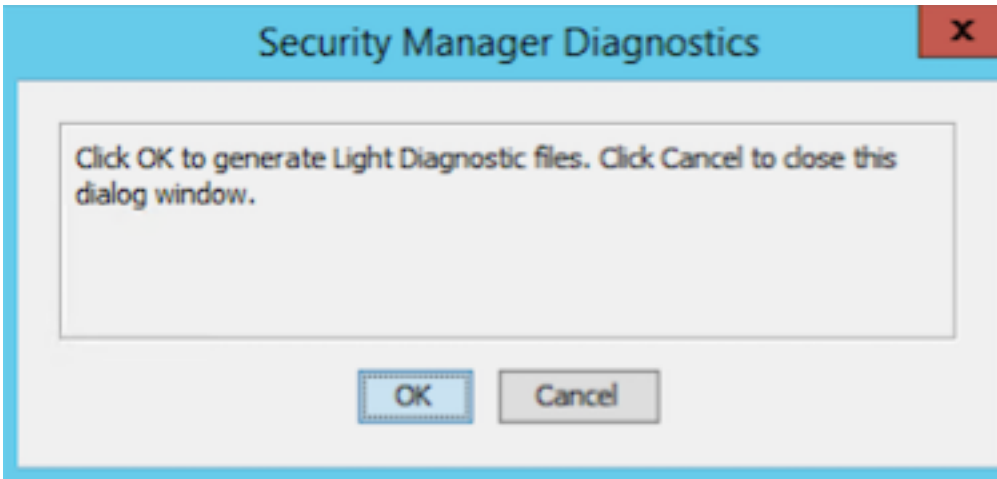 Security Manager Diagnostics
x
Click OK to generate Light Diagnostic files. Click Cancel to close this
dialog window.
OK
Cancel